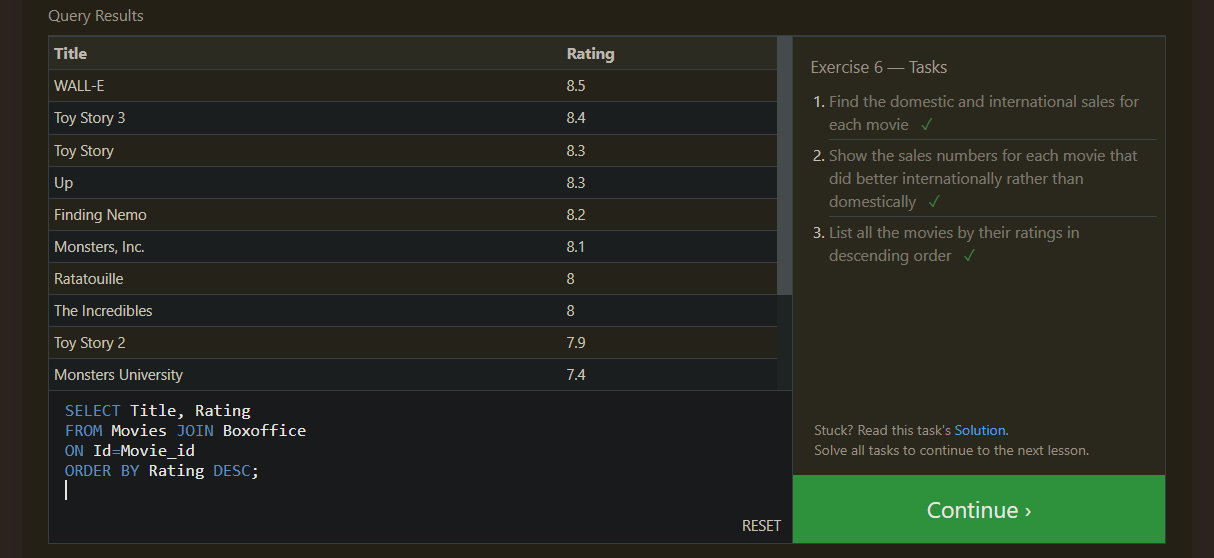 Query Results
Title Rating
WALL-E 8.5
Toy Story 3 8.4
Toy Story 8.3
Up 8.3
Finding Nemo 8.2
Monsters, Inc. 8.1
Ratatouille 8
The Incredibles 8
Toy Story 2 7.9
Monsters University 7.4
SELECT Title, Rating
FROM Movies JOIN Boxoffice
ON Id=Movie_id
ORDER BY Rating DESC;
RESET
Exercise 6 — Tasks
1. Find the domestic and international sales for
each movie ✓
2. Show the sales numbers for each movie that
did better internationally rather than
domestically ✓
3. List all the movies by their ratings in
descending order ✓
Stuck? Read this task's Solution.
Solve all tasks to continue to the next lesson.
Continue ›